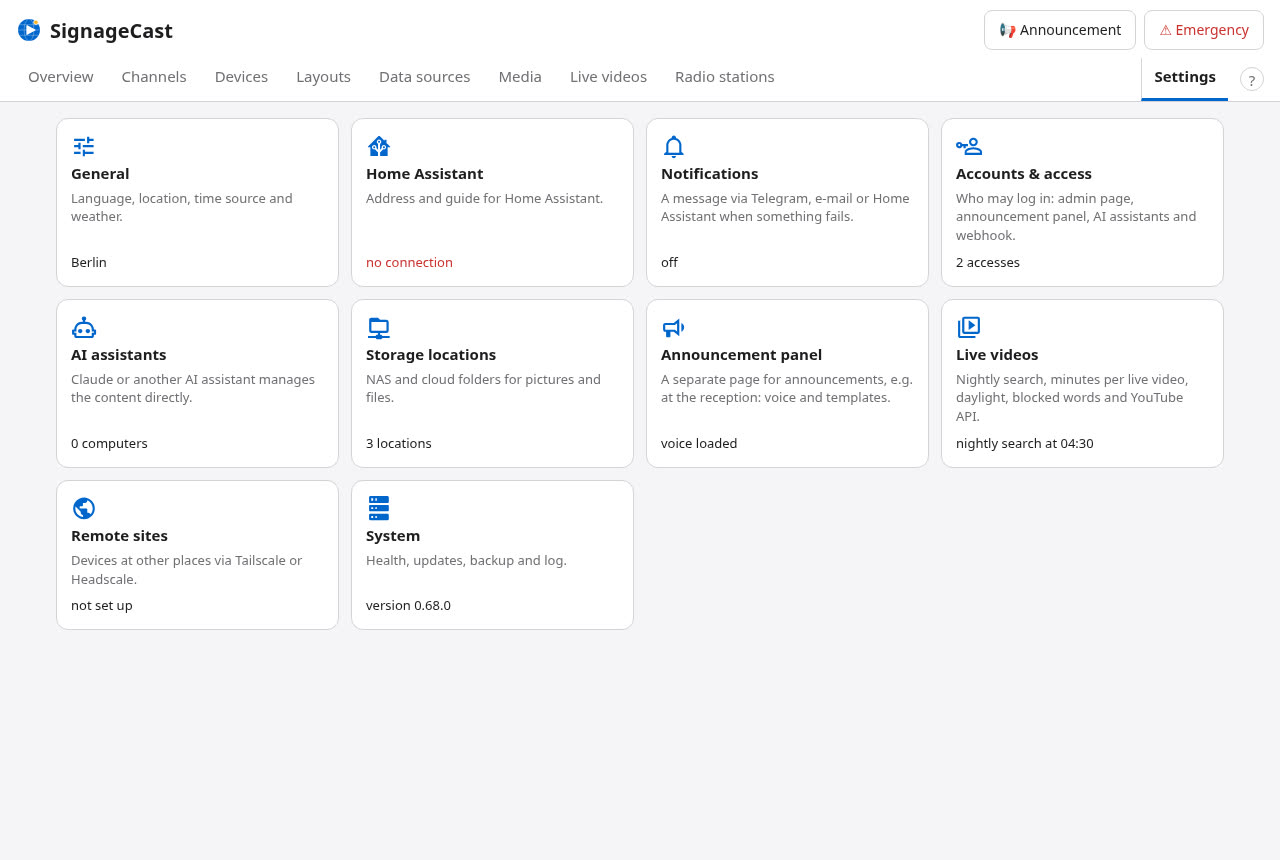 SignageCast
Announcement
⚠ Emergency
Overview
Channels
Devices
Layouts
Data sources
Media
Live videos
Radio stations
Settings
?
General
Language, location, time source and
weather.
Berlin
Home Assistant
Address and guide for Home Assistant.
no connection
Notifications
A message via Telegram, e-mail or Home
Assistant when something fails.
off
Accounts & access
Who may log in: admin page,
announcement panel, AI assistants and
webhook.
2 accesses
AI assistants
Claude or another AI assistant manages
the content directly.
0 computers
Storage locations
NAS and cloud folders for pictures and
files.
3 locations
Announcement panel
A separate page for announcements, e.g.
at the reception: voice and templates.
voice loaded
Live videos
Nightly search, minutes per live video,
daylight, blocked words and YouTube
API.
nightly search at 04:30
Remote sites
Devices at other places via Tailscale or
Headscale.
not set up
System
Health, updates, backup and log.
version 0.68.0